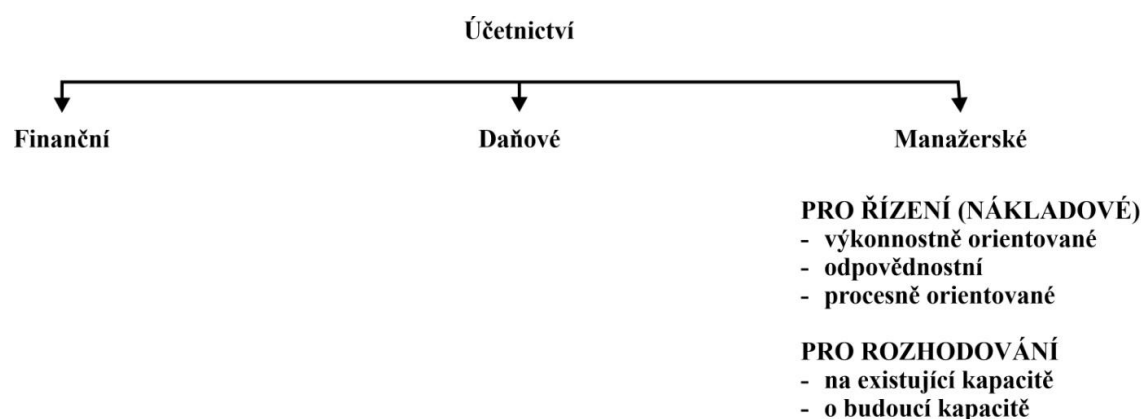 Účetnictví
Finanční
Daňové
Manažerské
PRO ŘÍZENÍ (NÁKLADOVÉ)
- výkonnostně orientované
- odpovědnostní
- procesně orientované
PRO ROZHODOVÁNÍ
- na existující kapacitě
- o budoucí kapacitě